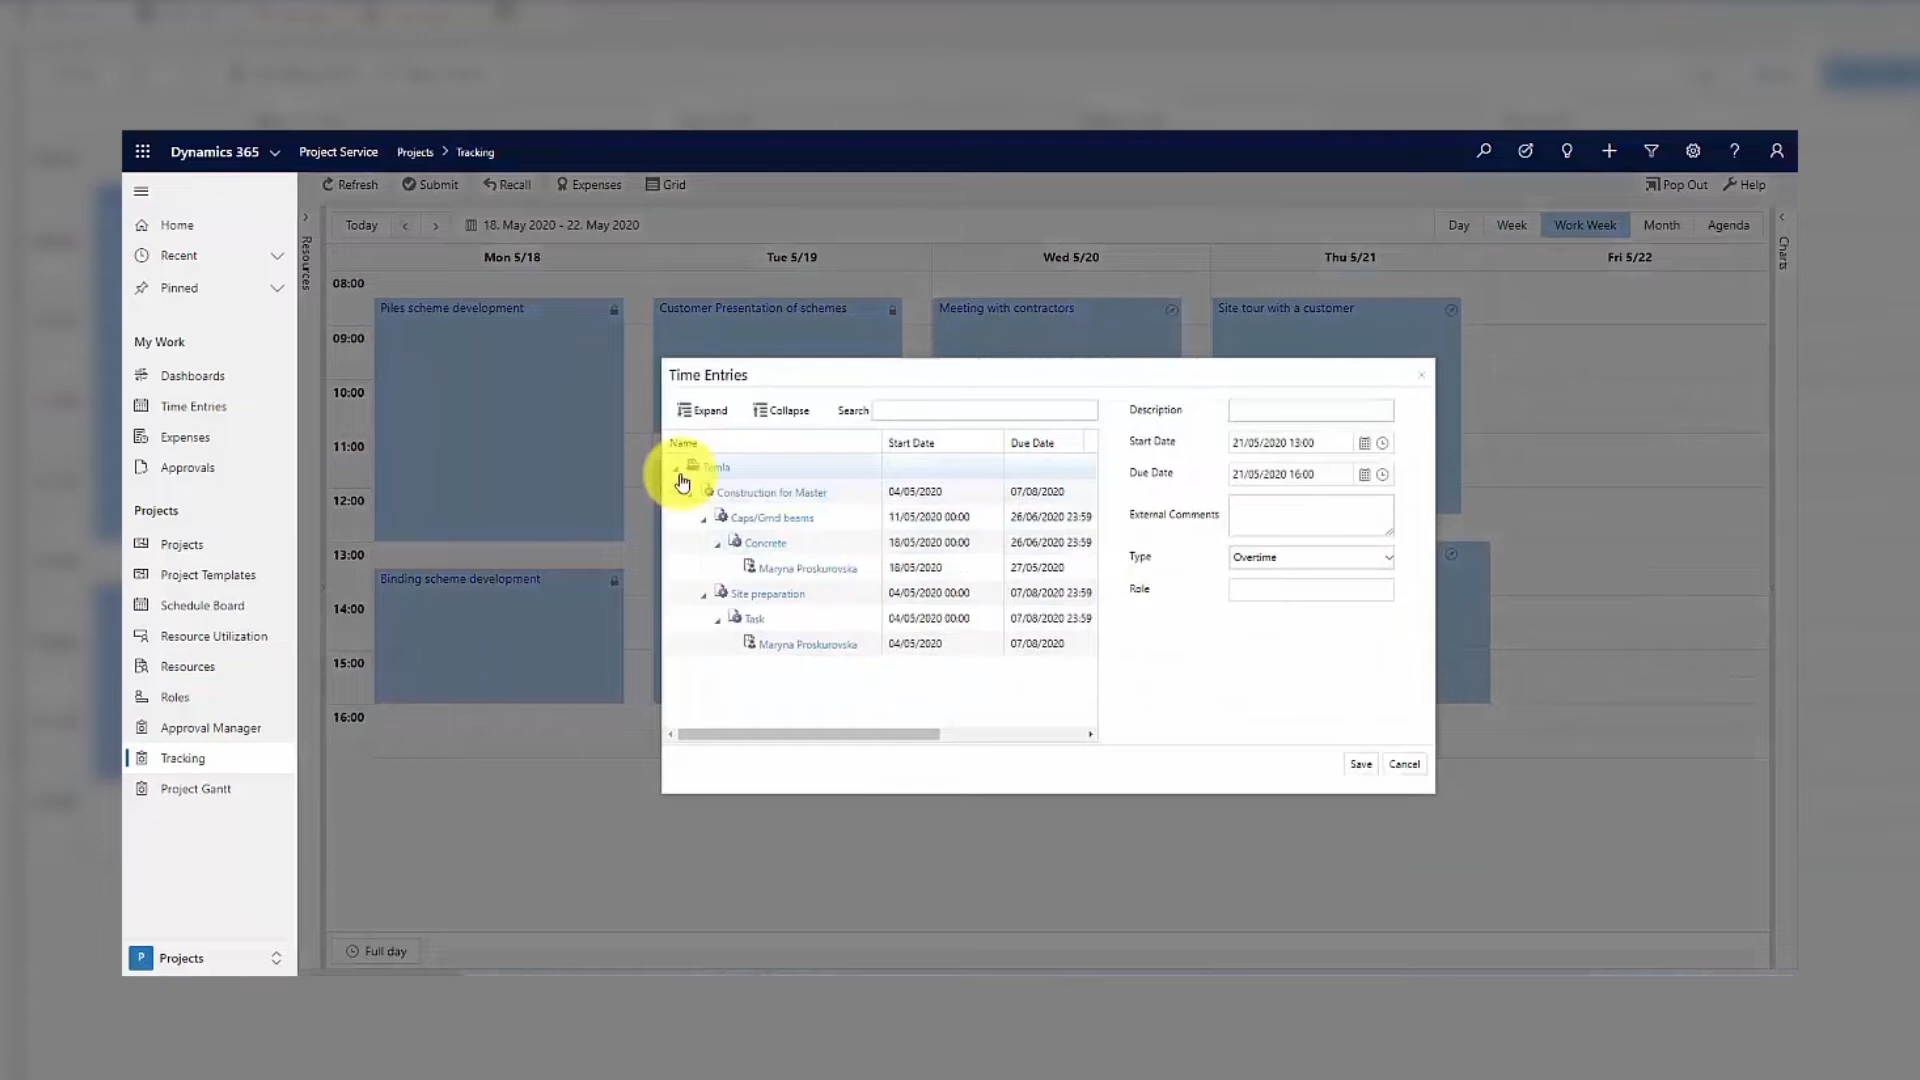 Dynamics 365 Project Service Projects > Tracking
Refresh Submit Recall Expenses Grid Pop Out Help
Home
Recent
Pinned
My Work
Dashboards
Time Entries
Expenses
Approvals
Projects
Projects
Project Templates
Schedule Board
Resource Utilization
Resources
Roles
Approval Manager
Tracking
Project Gantt
P Projects
Resources
Today < > 18. May 2020 - 22. May 2020 Day Week Work Week Month Agenda
Charts
Mon 5/18 Tue 5/19 Wed 5/20 Thu 5/21 Fri 5/22
08:00
09:00
10:00
11:00
12:00
13:00
14:00
15:00
16:00
Piles scheme development
Customer Presentation of schemes
Meeting with contractors
Site tour with a customer
Binding scheme development
Full day
Time Entries
Expand Collapse Search
Name Start Date Due Date
Construction for Master 04/05/2020 07/08/2020
Caps/Grnd beams 11/05/2020 00:00 26/06/2020 23:59
Concrete 18/05/2020 00:00 26/06/2020 23:59
Maryna Proskurovska 18/05/2020 27/05/2020
Site preparation 04/05/2020 00:00 07/08/2020 23:59
Task 04/05/2020 00:00 07/08/2020 23:59
Maryna Proskurovska 04/05/2020 07/08/2020
Description
Start Date 21/05/2020 13:00
Due Date 21/05/2020 16:00
External Comments
Type Overtime
Role
Save Cancel